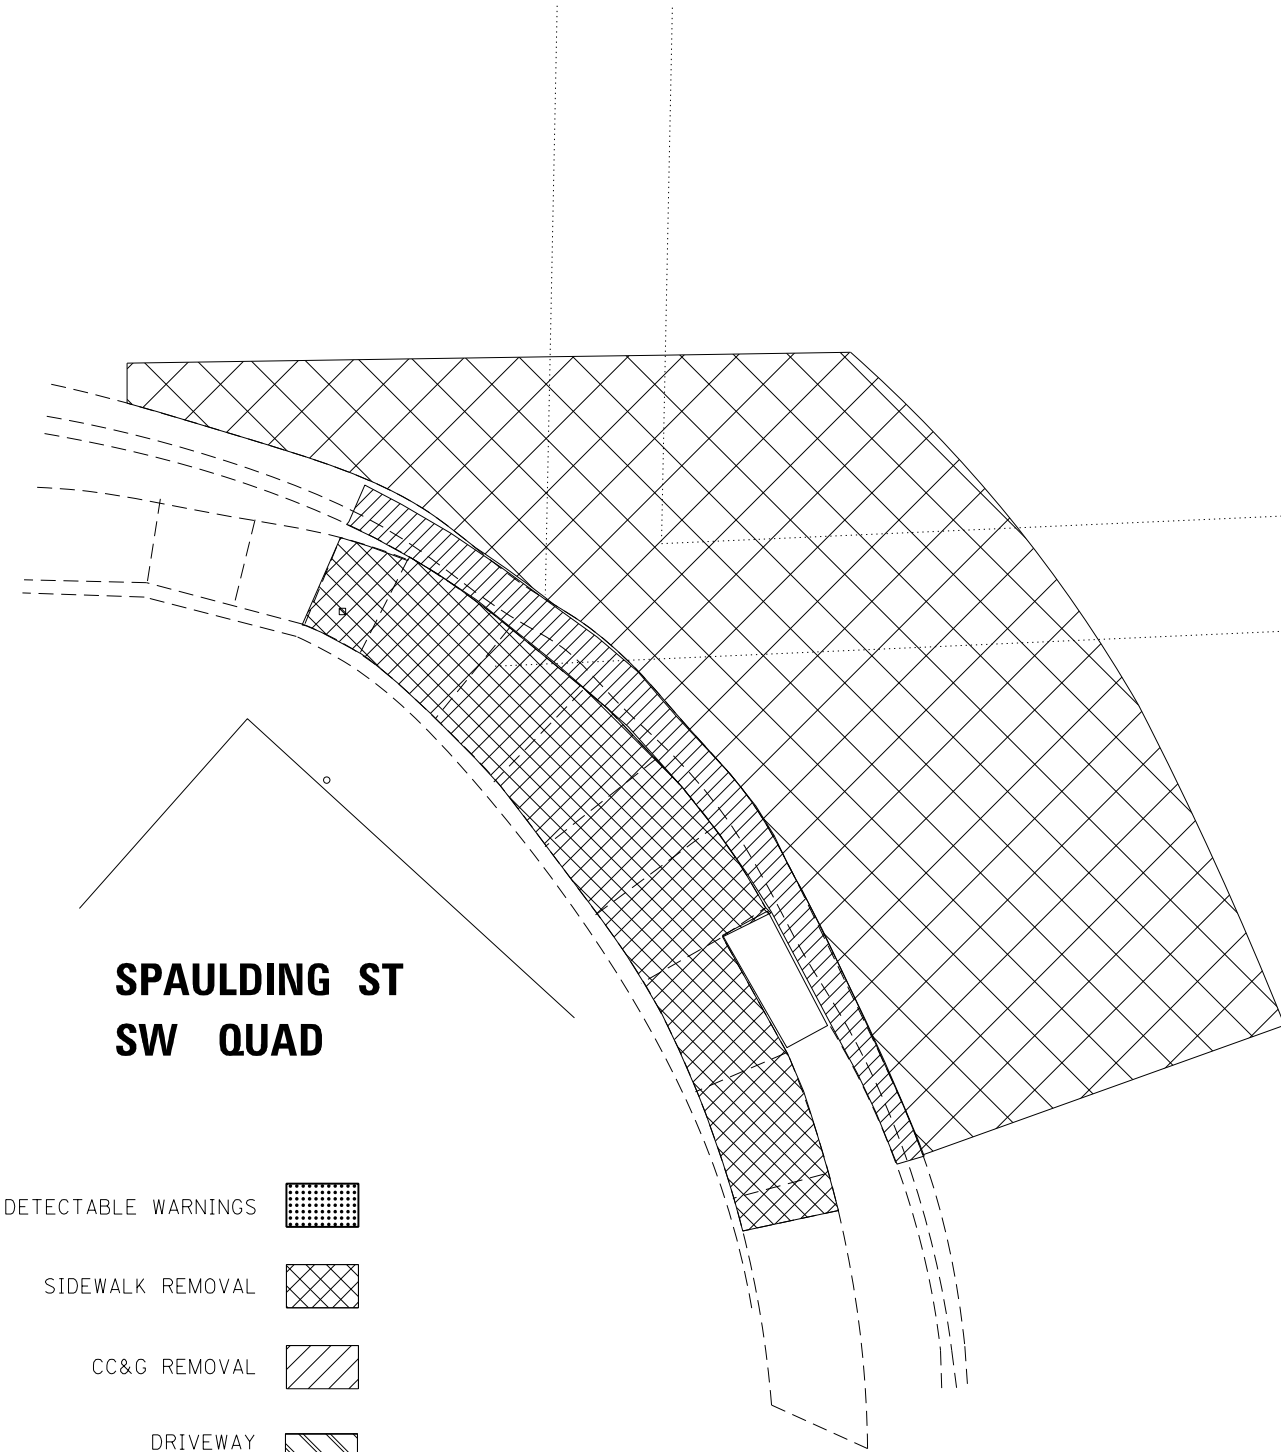 SPAULDING ST
SW QUAD
DETECTABLE WARNINGS
SIDEWALK REMOVAL
CC&G REMOVAL
DRIVEWAY